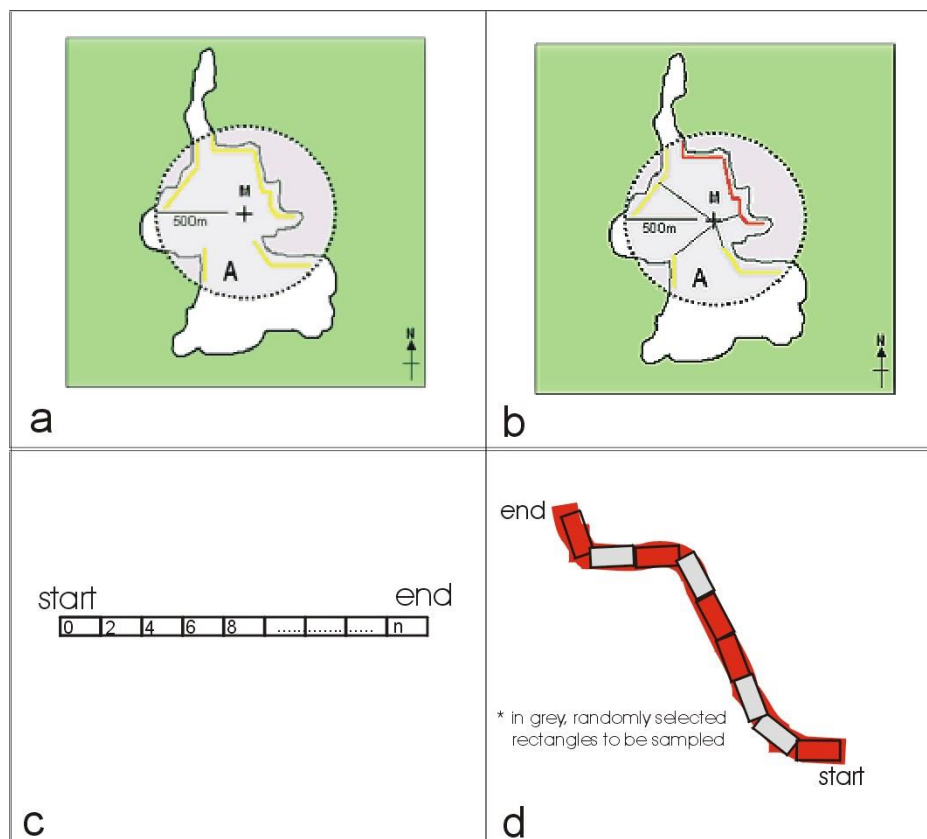 M
500m
A
N
a
M
500m
A
N
b
start
end
0 2 4 6 8 ..... ....... ..... n
c
end
* in grey, randomly selected
rectangles to be sampled
start
d